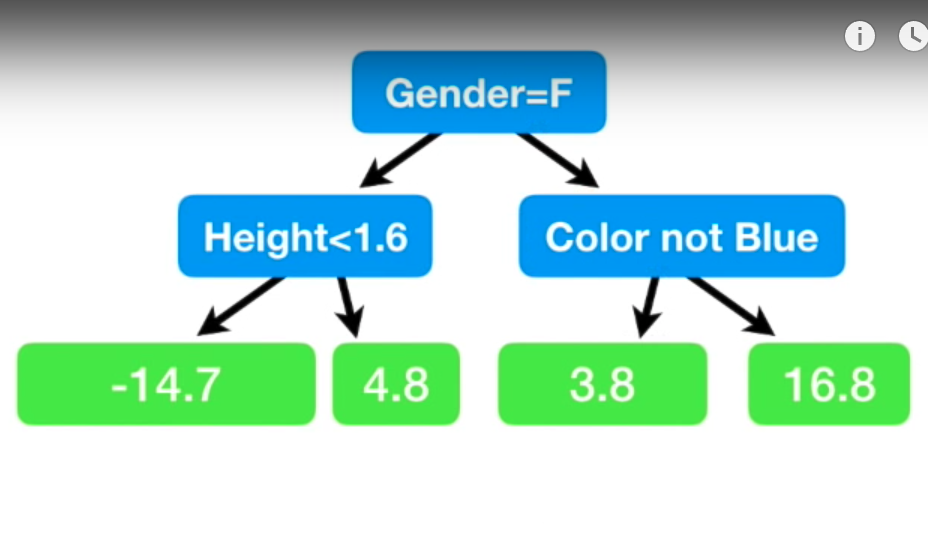 Gender=F
Height<1.6
Color not Blue
-14.7
4.8
3.8
16.8